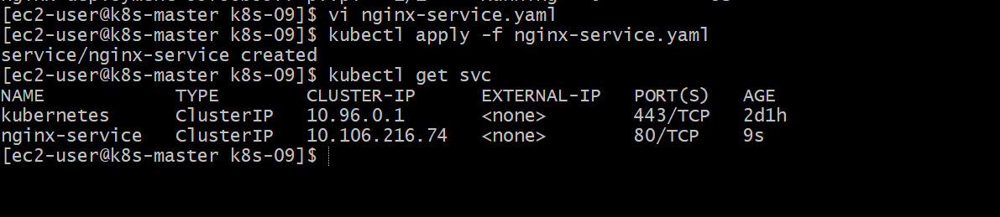 [ec2-user@k8s-master k8s-09]$ vi nginx-service.yaml
[ec2-user@k8s-master k8s-09]$ kubectl apply -f nginx-service.yaml
service/nginx-service created
[ec2-user@k8s-master k8s-09]$ kubectl get svc
NAME TYPE CLUSTER-IP EXTERNAL-IP PORT(S) AGE
kubernetes ClusterIP 10.96.0.1 <none> 443/TCP 2d1h
nginx-service ClusterIP 10.106.216.74 <none> 80/TCP 9s
[ec2-user@k8s-master k8s-09]$